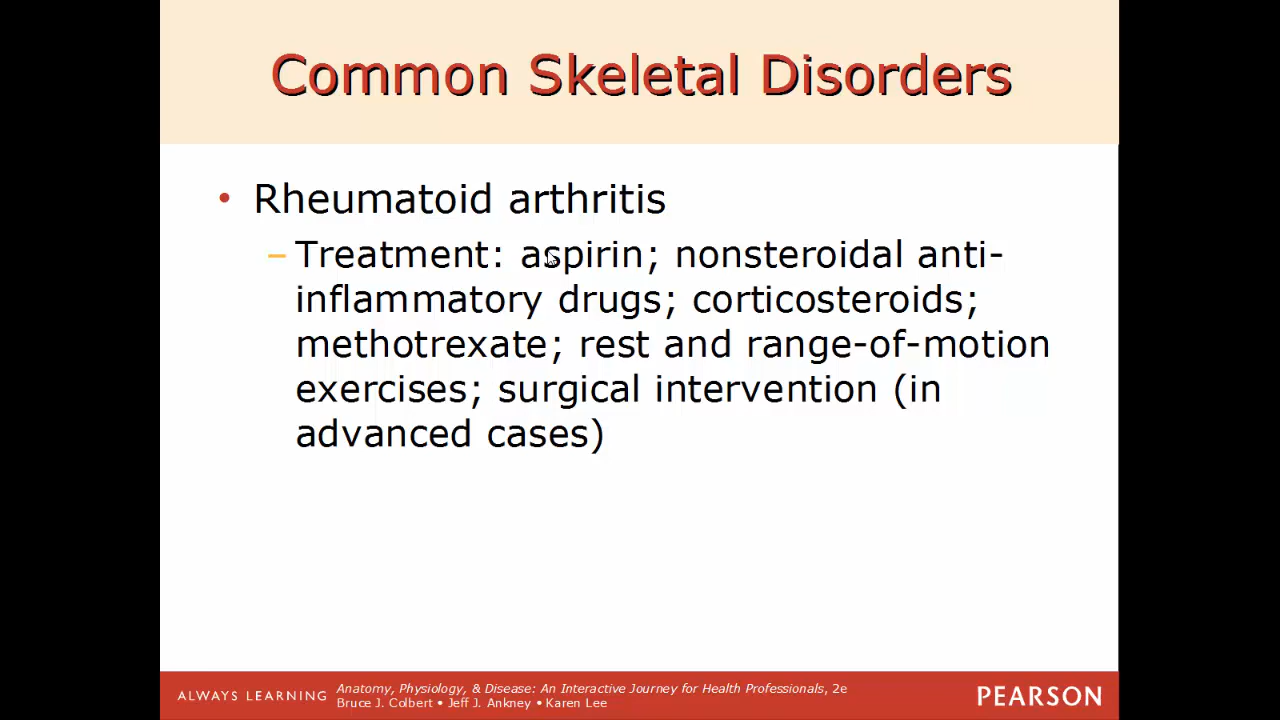 Common Skeletal Disorders
• Rheumatoid arthritis
– Treatment: aspirin; nonsteroidal anti-
inflammatory drugs; corticosteroids;
methotrexate; rest and range-of-motion
exercises; surgical intervention (in
advanced cases)
ALWAYS LEARNING
Anatomy, Physiology, & Disease: An Interactive Journey for Health Professionals, 2e
Bruce J. Colbert • Jeff J. Ankney • Karen Lee
PEARSON